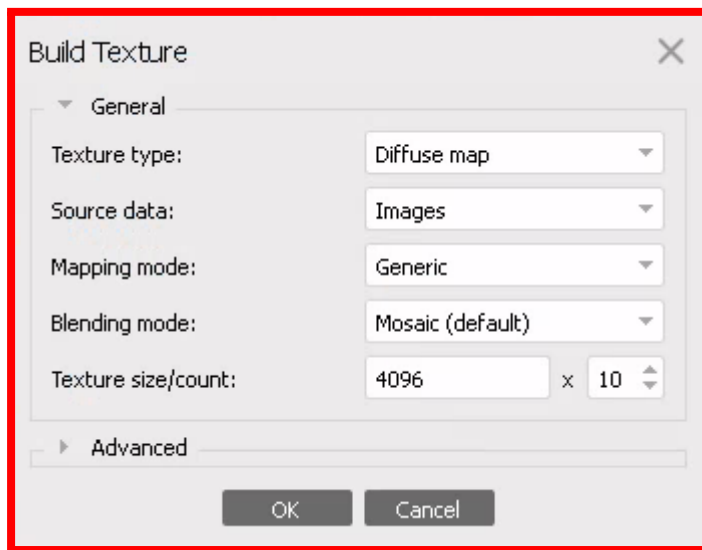 Build Texture
General
Texture type: Diffuse map
Source data: Images
Mapping mode: Generic
Blending mode: Mosaic (default)
Texture size/count: 4096 x 10
Advanced
OK Cancel